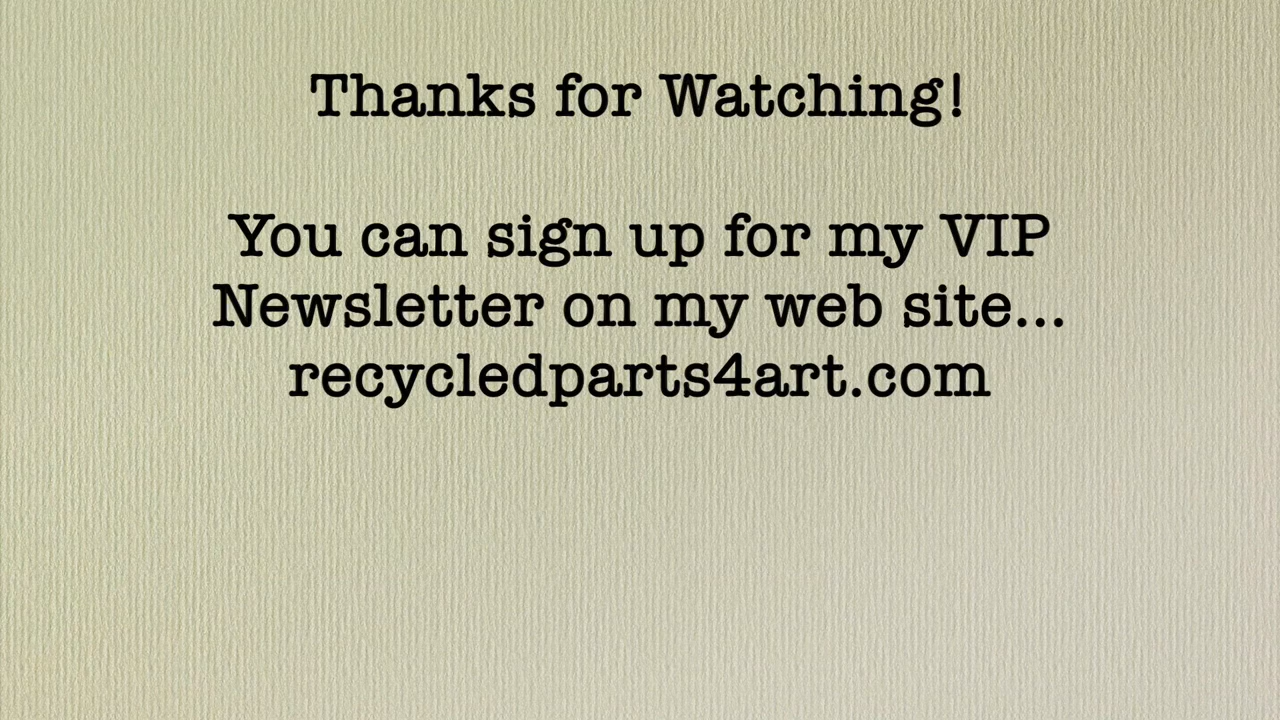 Thanks for Watching!
You can sign up for my VIP
Newsletter on my web site...
recycledparts4art.com